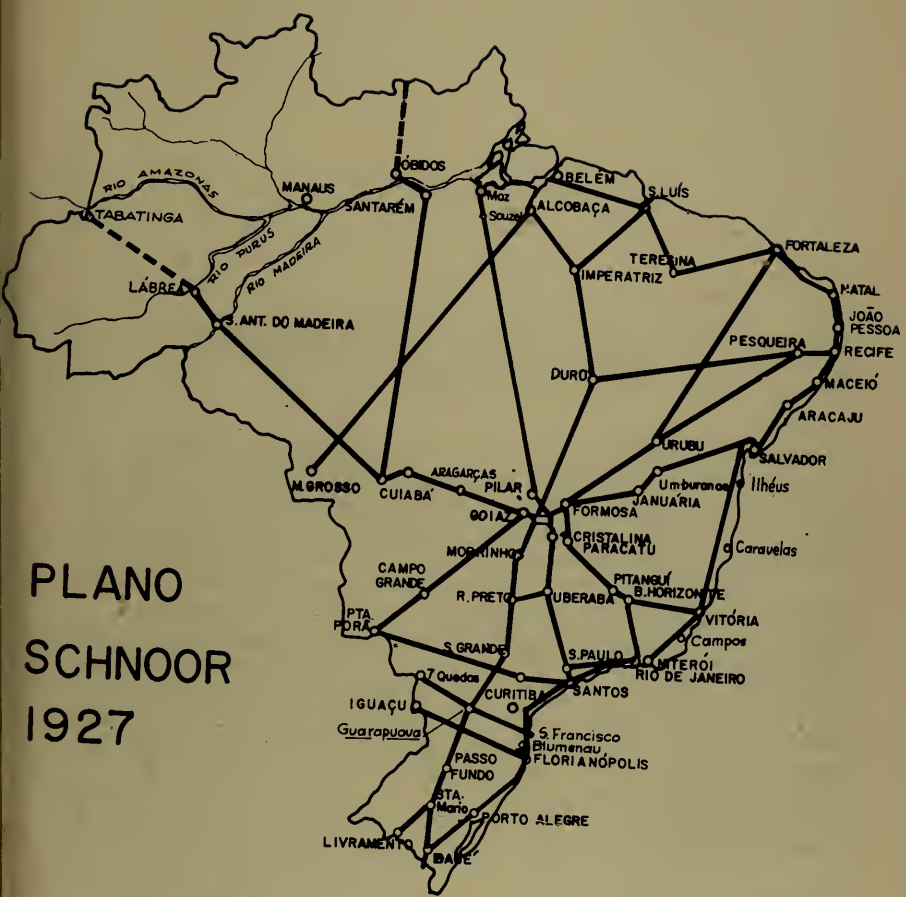 ÓBIDOS
BELÉM
RIO AMAZONAS
MANAUS
SANTARÉM
Moz
Souzel
ALCOBAÇA
S. LUÍS
TABATINGA
RIO PURUS
RIO MADEIRA
TERESINA
FORTALEZA
IMPERATRIZ
LÁBREA
NATAL
S. ANT. DO MADEIRA
JOÃO
PESSOA
PESQUEIRA
RECIFE
DURO
MACEIÓ
ARACAJU
URUBU
SALVADOR
M. GROSSO
CUIABÁ
ARAGARÇAS
PILAR
Umburanas
Ilhéus
JANUÁRIA
GOIAZ
FORMOSA
CRISTALINA
PARACATU
MORRINHOS
Caravelas
CAMPO
GRANDE
PITANGUÍ
B. HORIZONTE
R. PRETO
UBERABA
VITÓRIA
PTA.
PORÃ
Campos
S. GRANDE
S. PAULO
NITERÓI
RIO DE JANEIRO
7 Quedas
SANTOS
CURITIBA
IGUAÇU
Guarapuava
S. Francisco
Blumenau
FLORIANÓPOLIS
PASSO
FUNDO
STA.
Maria
PORTO ALEGRE
LIVRAMENTO
BAGÉ
PLANO
SCHNOOR
1927